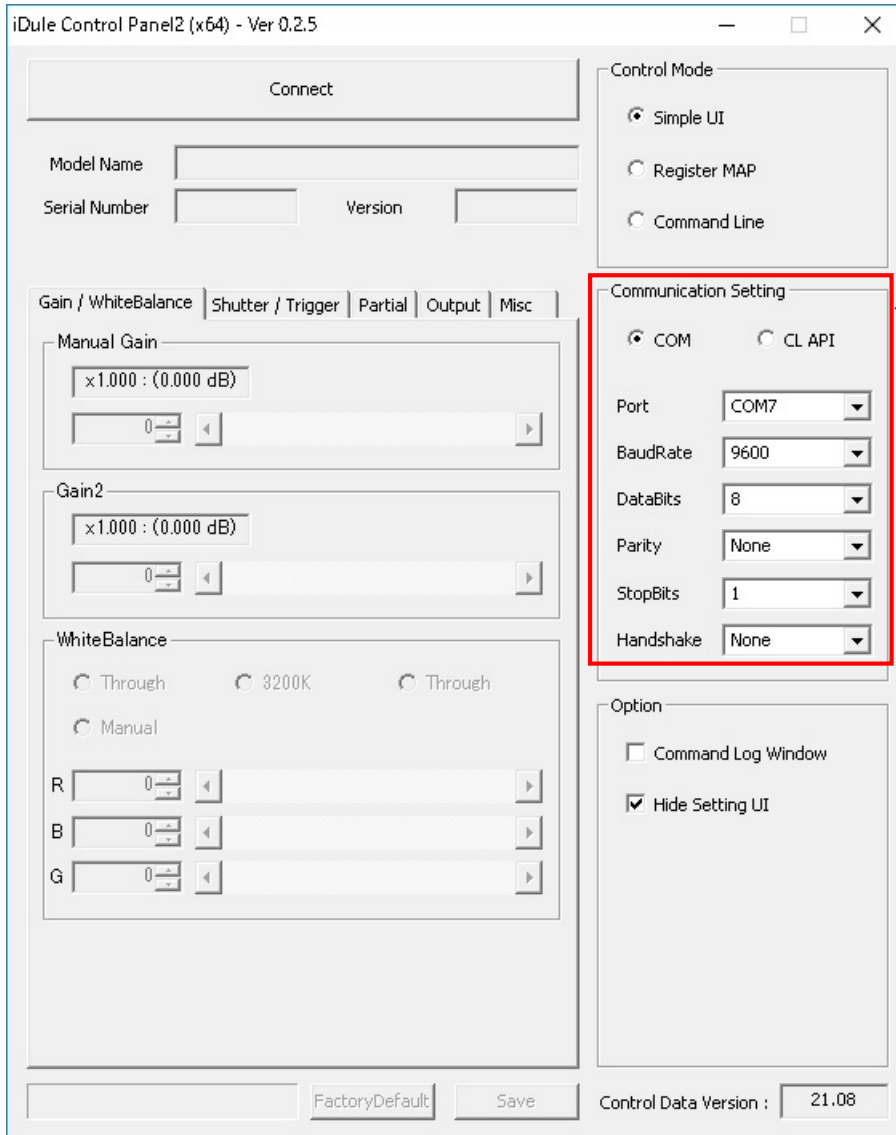 iDule Control Panel2 (x64) - Ver 0.2.5
Connect
Model Name
Serial Number Version
Gain / WhiteBalance Shutter / Trigger Partial Output Misc
Manual Gain
x1.000 : (0.000 dB)
0
Gain2
x1.000 : (0.000 dB)
0
WhiteBalance
Through 3200K Through
Manual
R 0
B 0
G 0
FactoryDefault Save
Control Mode
Simple UI
Register MAP
Command Line
Communication Setting
COM CL API
Port COM7
BaudRate 9600
DataBits 8
Parity None
StopBits 1
Handshake None
Option
Command Log Window
Hide Setting UI
Control Data Version : 21.08